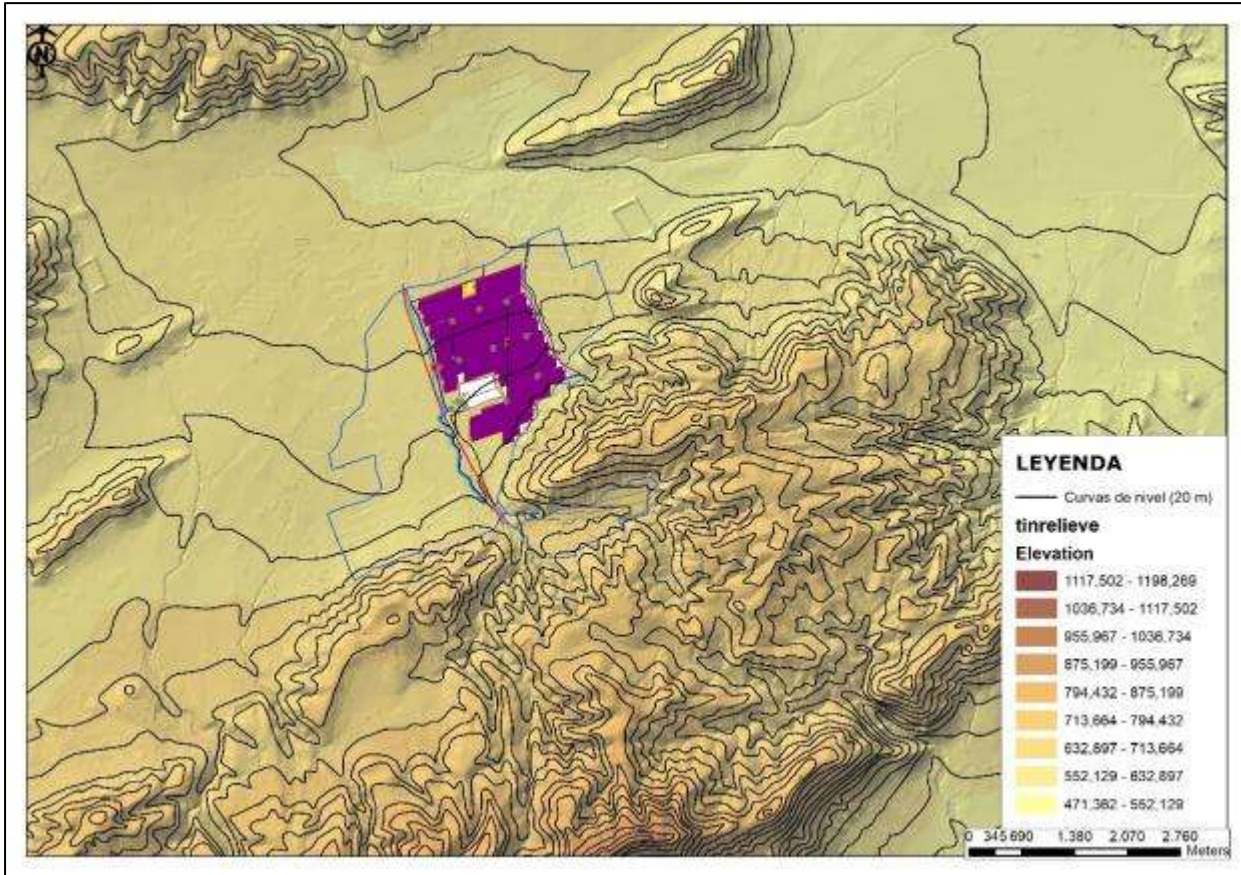 N
LEYENDA
Curvas de nivel (20 m)
tinrelieve
Elevation
1117,502 - 1198,269
1036,734 - 1117,502
955,967 - 1036,734
875,199 - 955,967
794,432 - 875,199
713,664 - 794,432
632,897 - 713,664
552,129 - 632,897
471,362 - 552,129
0 345 690 1.380 2.070 2.760
Meters